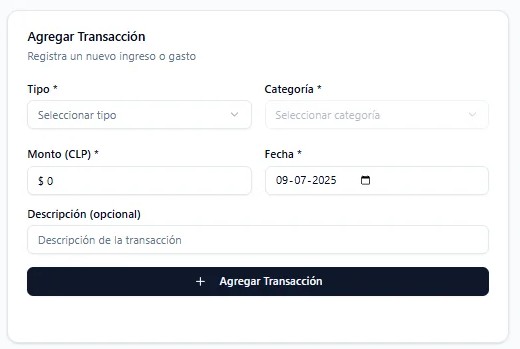 Agregar Transacción
Registra un nuevo ingreso o gasto
Tipo * Categoría *
Seleccionar tipo Seleccionar categoría
Monto (CLP) * Fecha *
$ 0 09-07-2025
Descripción (opcional)
Descripción de la transacción
+ Agregar Transacción